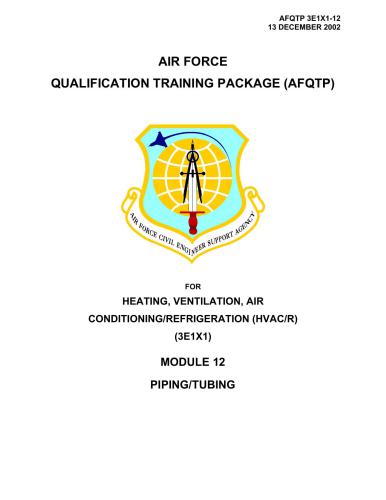 AFQTP 3E1X1-12
13 DECEMBER 2002
AIR FORCE
QUALIFICATION TRAINING PACKAGE (AFQTP)
AIR FORCE CIVIL ENGINEER SUPPORT AGENCY
FOR
HEATING, VENTILATION, AIR
CONDITIONING/REFRIGERATION (HVAC/R)
(3E1X1)
MODULE 12
PIPING/TUBING